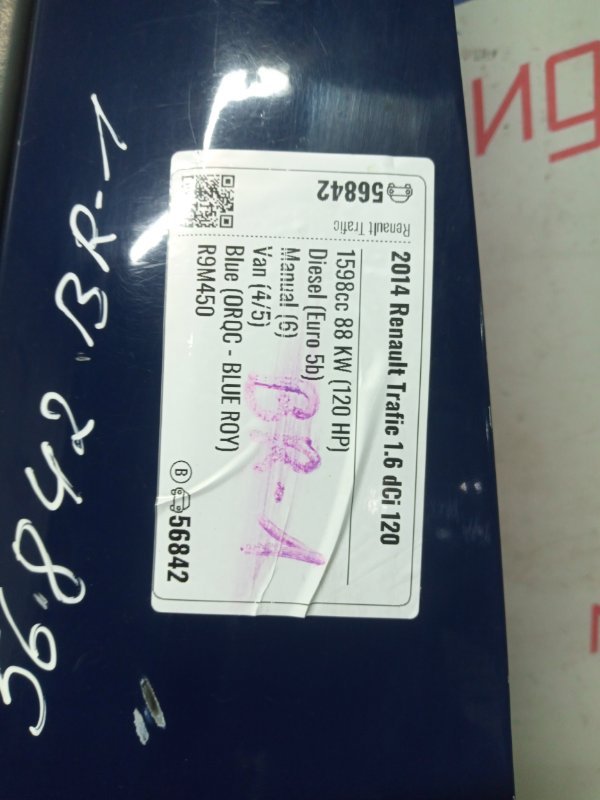 56842 BR-1
56842
Renault Trafic
2014 Renault Trafic 1.6 dCi 120
1598cc 88 KW (120 HP)
Diesel (Euro 5b)
Manual (6)
Van (4/5)
Blue (ORQC - BLUE ROY)
R9M450
B 56842
BR-1